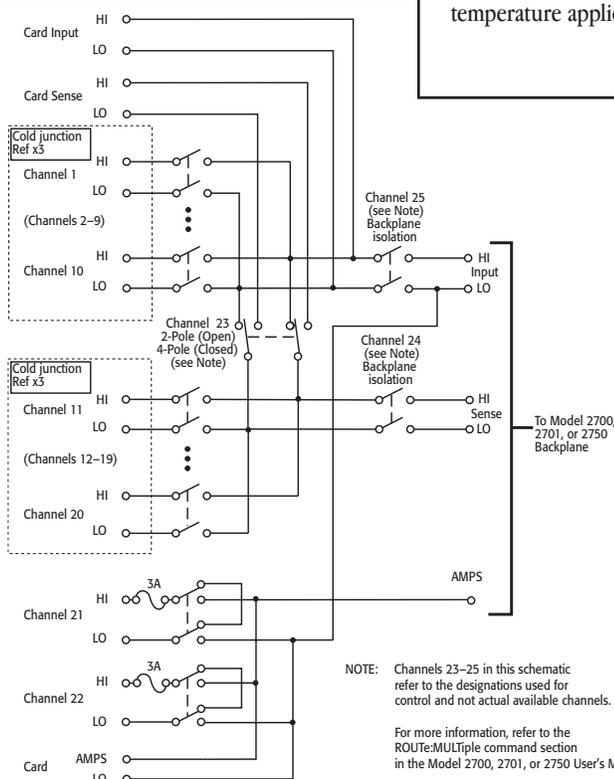 temperature applic
Card Input
HI
LO
Card Sense
HI
LO
Cold junction
Ref x3
Channel 1
HI
LO
(Channels 2–9)
Channel 10
HI
LO
Channel 25
(see Note)
Backplane
isolation
HI
Input
LO
Channel 23
2-Pole (Open)
4-Pole (Closed)
(see Note)
Channel 24
(see Note)
Backplane
isolation
Cold junction
Ref x3
Channel 11
HI
LO
(Channels 12–19)
Channel 20
HI
LO
HI
Sense
LO
To Model 2700,
2701, or 2750
Backplane
AMPS
Channel 21
HI
3A
LO
Channel 22
HI
3A
LO
Card
AMPS
LO
NOTE: Channels 23–25 in this schematic
refer to the designations used for
control and not actual available channels.
For more information, refer to the
ROUTe:MULTiple command section
in the Model 2700, 2701, or 2750 User's M